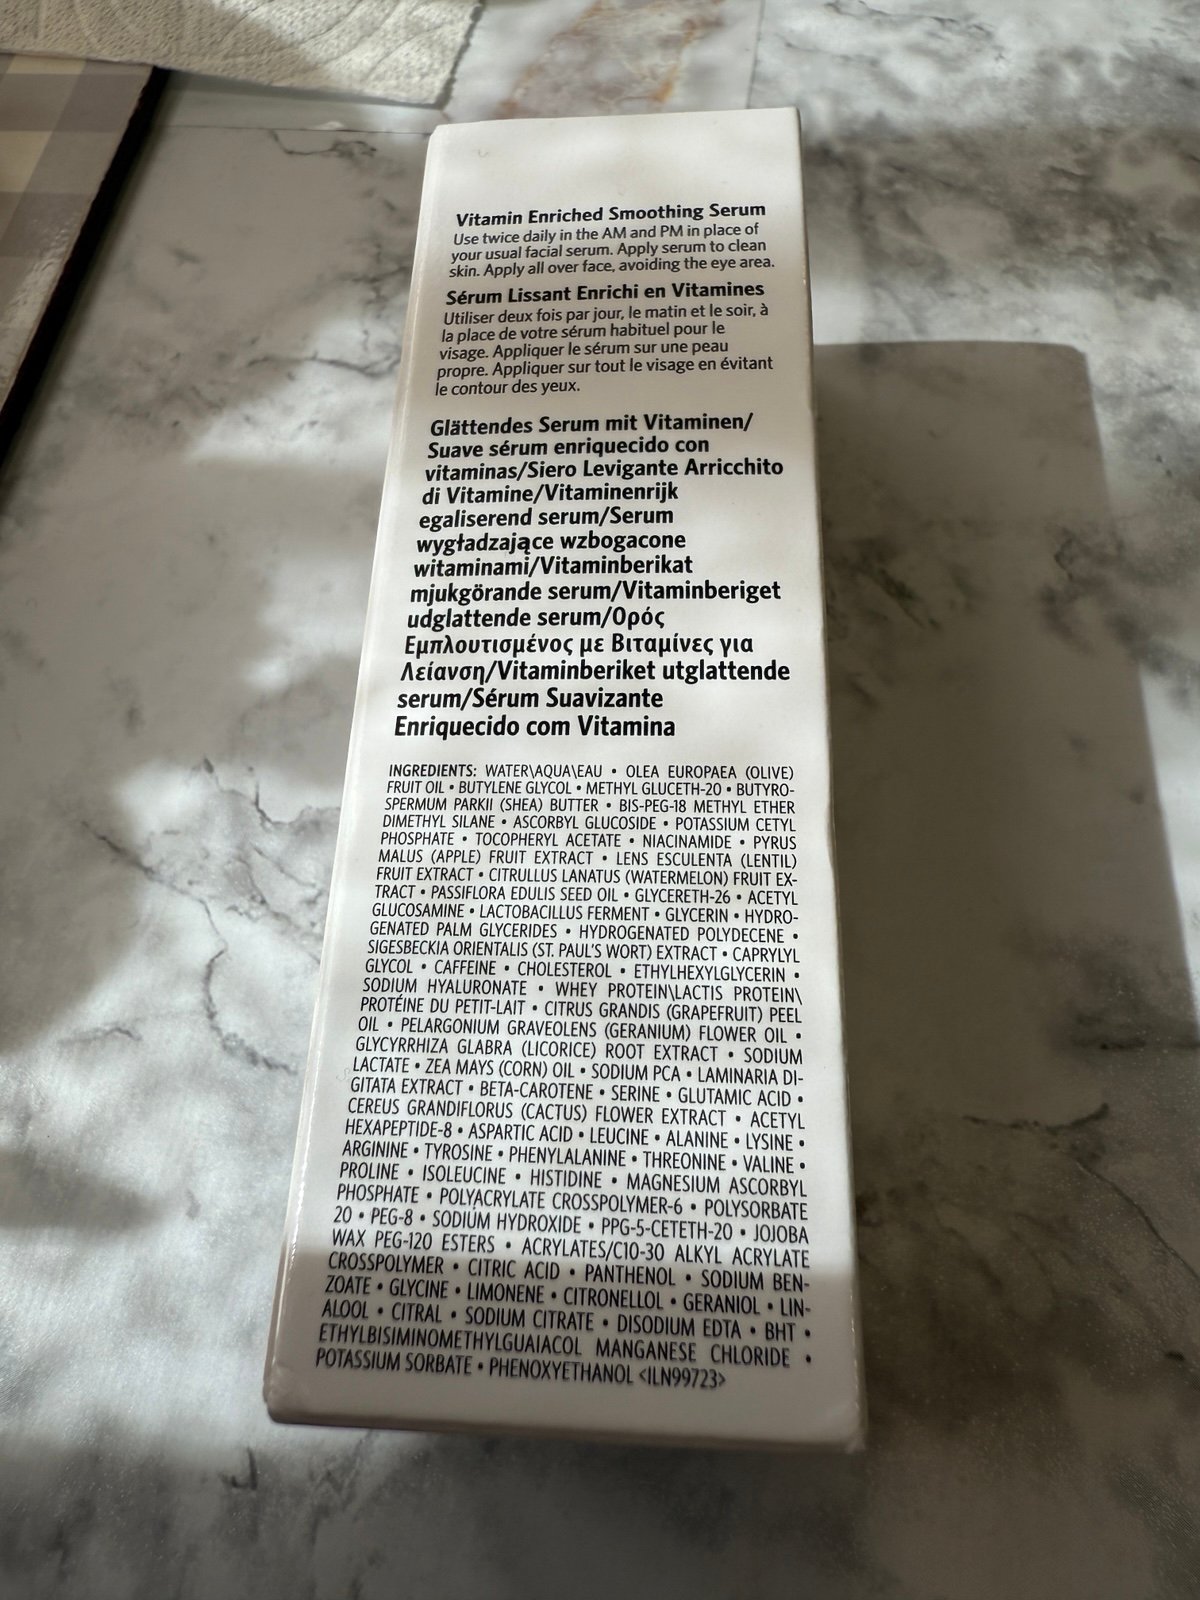 Vitamin Enriched Smoothing Serum
Use twice daily in the AM and PM in place of
your usual facial serum. Apply serum to clean
skin. Apply all over face, avoiding the eye area.
Sérum Lissant Enrichi en Vitamines
Utiliser deux fois par jour, le matin et le soir, à
la place de votre sérum habituel pour le
visage. Appliquer le sérum sur une peau
propre. Appliquer sur tout le visage en évitant
le contour des yeux.
Glättendes Serum mit Vitaminen/
Suave sérum enriquecido con
vitaminas/Siero Levigante Arricchito
di Vitamine/Vitaminenrijk
egaliserend serum/Serum
wygładzające wzbogacone
witaminami/Vitaminberikat
mjukgörande serum/Vitaminberiget
udglattende serum/Ορός
Εμπλουτισμένος με Βιταμίνες για
Λείανση/Vitaminberiket utglattende
serum/Sérum Suavizante
Enriquecido com Vitamina
INGREDIENTS: WATER\AQUA\EAU • OLEA EUROPAEA (OLIVE)
FRUIT OIL • BUTYLENE GLYCOL • METHYL GLUCETH-20 • BUTYRO-
SPERMUM PARKII (SHEA) BUTTER • BIS-PEG-18 METHYL ETHER
DIMETHYL SILANE • ASCORBYL GLUCOSIDE • POTASSIUM CETYL
PHOSPHATE • TOCOPHERYL ACETATE • NIACINAMIDE • PYRUS
MALUS (APPLE) FRUIT EXTRACT • LENS ESCULENTA (LENTIL)
FRUIT EXTRACT • CITRULLUS LANATUS (WATERMELON) FRUIT EX-
TRACT • PASSIFLORA EDULIS SEED OIL • GLYCERETH-26 • ACETYL
GLUCOSAMINE • LACTOBACILLUS FERMENT • GLYCERIN • HYDRO-
GENATED PALM GLYCERIDES • HYDROGENATED POLYDECENE •
SIGESBECKIA ORIENTALIS (ST. PAUL'S WORT) EXTRACT • CAPRYLYL
GLYCOL • CAFFEINE • CHOLESTEROL • ETHYLHEXYLGLYCERIN •
SODIUM HYALURONATE • WHEY PROTEIN\LACTIS PROTEIN\
PROTÉINE DU PETIT-LAIT • CITRUS GRANDIS (GRAPEFRUIT) PEEL
OIL • PELARGONIUM GRAVEOLENS (GERANIUM) FLOWER OIL •
GLYCYRRHIZA GLABRA (LICORICE) ROOT EXTRACT • SODIUM
LACTATE • ZEA MAYS (CORN) OIL • SODIUM PCA • LAMINARIA DI-
GITATA EXTRACT • BETA-CAROTENE • SERINE • GLUTAMIC ACID •
CEREUS GRANDIFLORUS (CACTUS) FLOWER EXTRACT • ACETYL
HEXAPEPTIDE-8 • ASPARTIC ACID • LEUCINE • ALANINE • LYSINE •
ARGININE • TYROSINE • PHENYLALANINE • THREONINE • VALINE •
PROLINE • ISOLEUCINE • HISTIDINE • MAGNESIUM ASCORBYL
PHOSPHATE • POLYACRYLATE CROSSPOLYMER-6 • POLYSORBATE
20 • PEG-8 • SODIUM HYDROXIDE • PPG-5-CETETH-20 • JOJOBA
WAX PEG-120 ESTERS • ACRYLATES/C10-30 ALKYL ACRYLATE
CROSSPOLYMER • CITRIC ACID • PANTHENOL • SODIUM BEN-
ZOATE • GLYCINE • LIMONENE • CITRONELLOL • GERANIOL • LIN-
ALOOL • CITRAL • SODIUM CITRATE • DISODIUM EDTA • BHT •
ETHYLBISIMINOMETHYLGUAIACOL MANGANESE CHLORIDE •
POTASSIUM SORBATE • PHENOXYETHANOL <ILN99723>